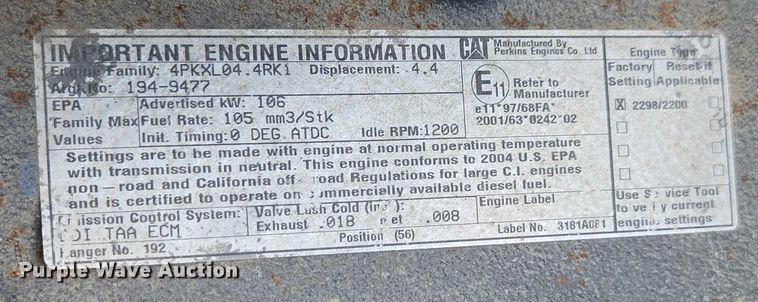 IMPORTANT ENGINE INFORMATION CAT Manufactured By Perkins Engines Co. Ltd
Engine Family: 4PKXL04.4RK1 Displacement: 4.4
No: 194-9477
E11 Refer to Manufacturer
e11*97/68FA*
2001/63*0242*02
EPA Family Max Values
Advertised kW: 106
Fuel Rate: 105 mm3/Stk
Init. Timing: 0 DEG.ATDC Idle RPM: 1200
Settings are to be made with engine at normal operating temperature
with transmission in neutral. This engine conforms to 2004 U.S. EPA
non-road and California off road Regulations for large C.I. engines
and is certified to operate on commercially available diesel fuel.
Emission Control System:
DI TAA ECM
Valve Lash Cold (in):
Exhaust .018 .008
Engine Label
Hanger No. 192
Position (56)
Label No. 3181A081
Engine Type
Factory Reset if
Setting Applicable
X 2298/2200
Use Service Tool
to verify current
engine settings
Purple Wave Auction